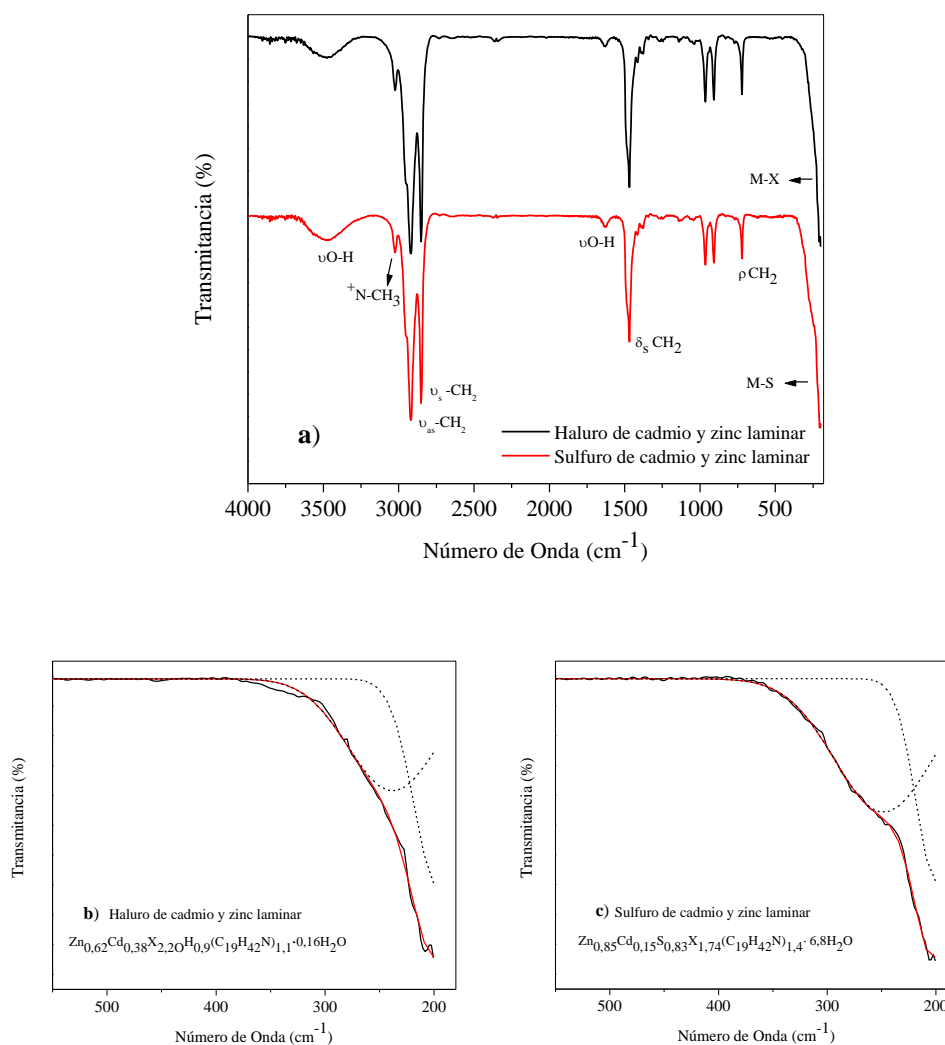 Transmitancia (%)
M-X
υO-H
υO-H
⁺N-CH₃
ρ CH₂
δₛ CH₂
M-S
υₛ -CH₂
υₐₛ-CH₂
a)
Haluro de cadmio y zinc laminar
Sulfuro de cadmio y zinc laminar
4000 3500 3000 2500 2000 1500 1000 500
Número de Onda (cm⁻¹)
Transmitancia (%)
b) Haluro de cadmio y zinc laminar
Zn₀,₆₂Cd₀,₃₈X₂,₂OH₀,₉(C₁₉H₄₂N)₁,₁·0,16H₂O
500 400 300 200
Número de Onda (cm⁻¹)
Transmitancia (%)
c) Sulfuro de cadmio y zinc laminar
Zn₀,₈₅Cd₀,₁₅S₀,₈₃X₁,₇₄(C₁₉H₄₂N)₁,₄· 6,8H₂O
500 400 300 200
Número de Onda (cm⁻¹)